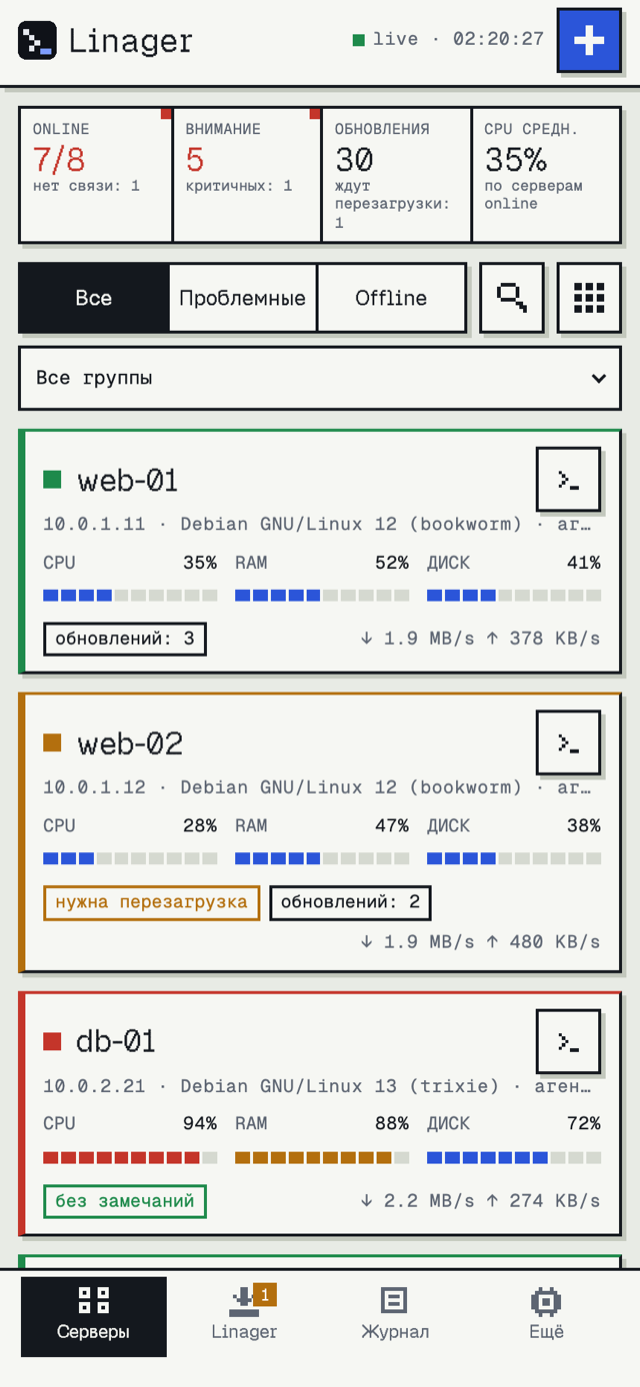 Linager
live · 02:20:27
ONLINE
7/8
нет связи: 1
ВНИМАНИЕ
5
критичных: 1
ОБНОВЛЕНИЯ
30
ждут
перезагрузки:
1
CPU СРЕДН.
35%
по серверам
online
Все
Проблемные
Offline
Все группы
web-01
10.0.1.11 · Debian GNU/Linux 12 (bookworm) · аг…
CPU 35% RAM 52% ДИСК 41%
обновлений: 3
↓ 1.9 MB/s ↑ 378 KB/s
web-02
10.0.1.12 · Debian GNU/Linux 12 (bookworm) · аг…
CPU 28% RAM 47% ДИСК 38%
нужна перезагрузка
обновлений: 2
↓ 1.9 MB/s ↑ 480 KB/s
db-01
10.0.2.21 · Debian GNU/Linux 13 (trixie) · аген…
CPU 94% RAM 88% ДИСК 72%
без замечаний
↓ 2.2 MB/s ↑ 274 KB/s
1
Серверы
Linager
Журнал
Ещё